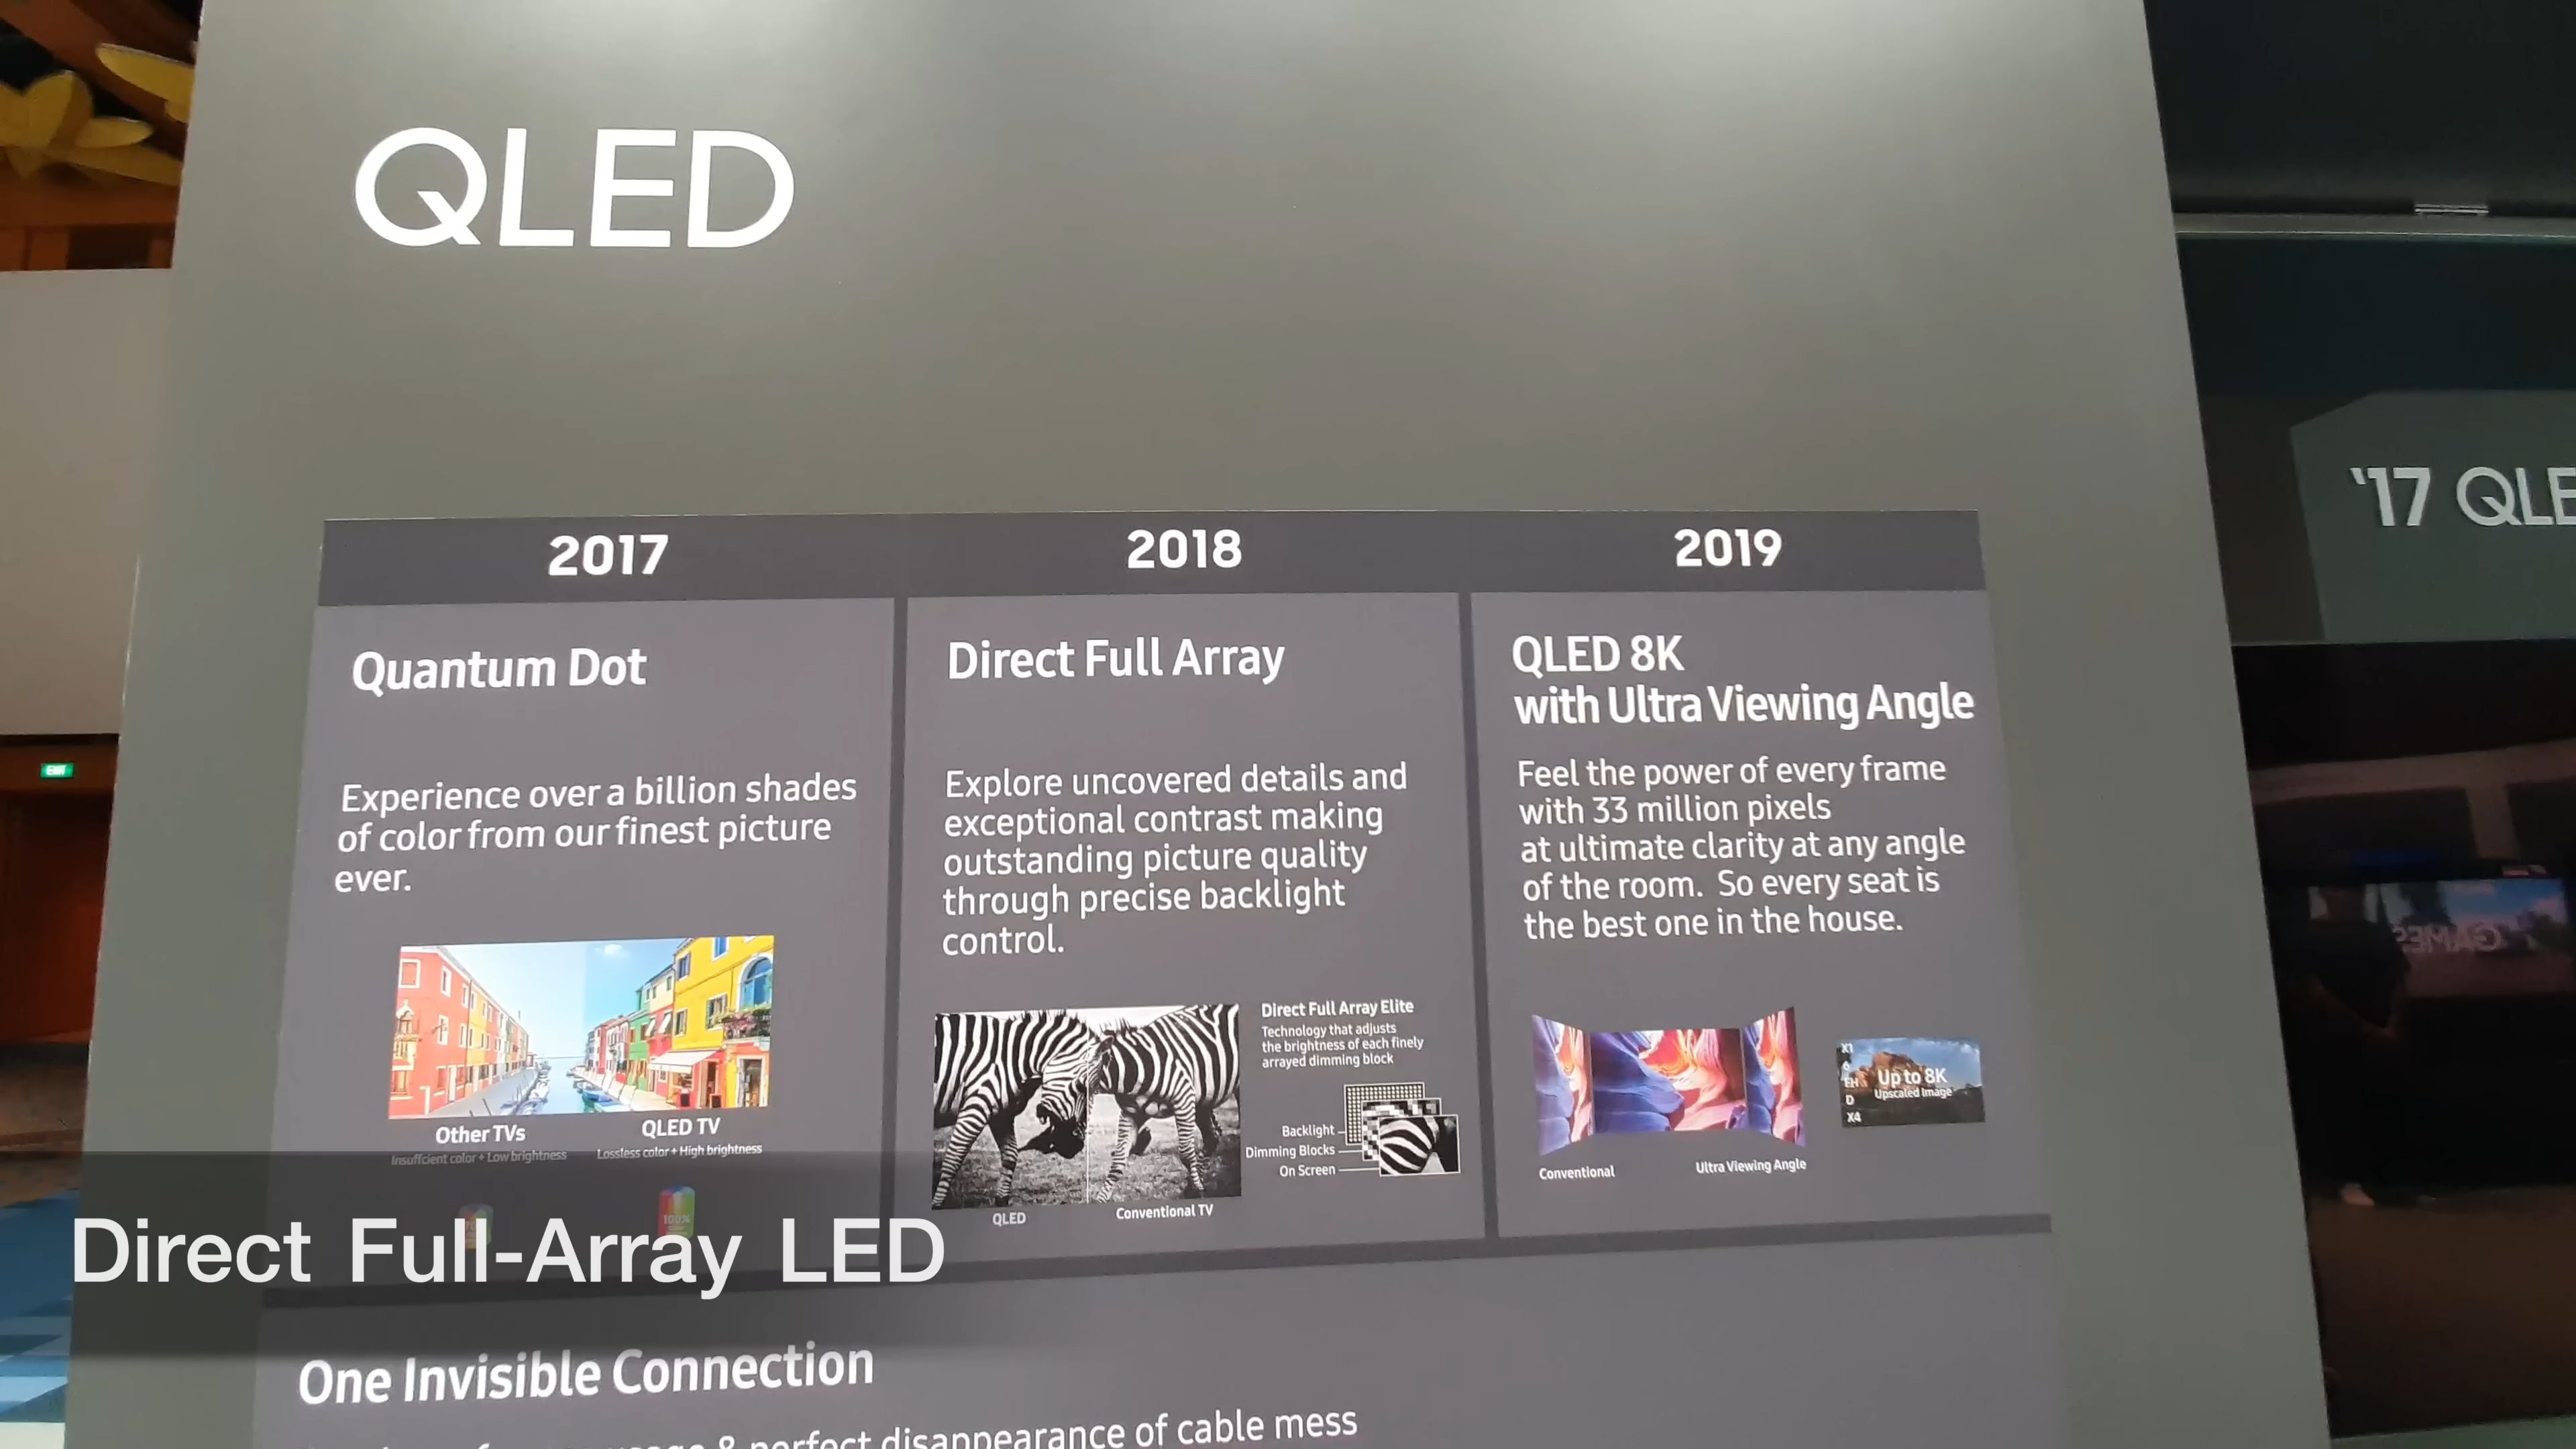 QLED
'17 QLE
2017
Quantum Dot
Experience over a billion shades
of color from our finest picture
ever.
Other TVs
Insuffcient color + Low brightness
QLED TV
Lossless color + High brightness
100%
2018
Direct Full Array
Explore uncovered details and
exceptional contrast making
outstanding picture quality
through precise backlight
control.
Direct Full Array Elite
Technology that adjusts
the brightness of each finely
arrayed dimming block
Backlight
Dimming Blocks
On Screen
QLED
Conventional TV
2019
QLED 8K
with Ultra Viewing Angle
Feel the power of every frame
with 33 million pixels
at ultimate clarity at any angle
of the room. So every seat is
the best one in the house.
Conventional
Ultra Viewing Angle
Up to 8K
Upscaled Image
X4
EXIT
GAMES
Direct Full-Array LED
One Invisible Connection
& perfect disappearance of cable mess